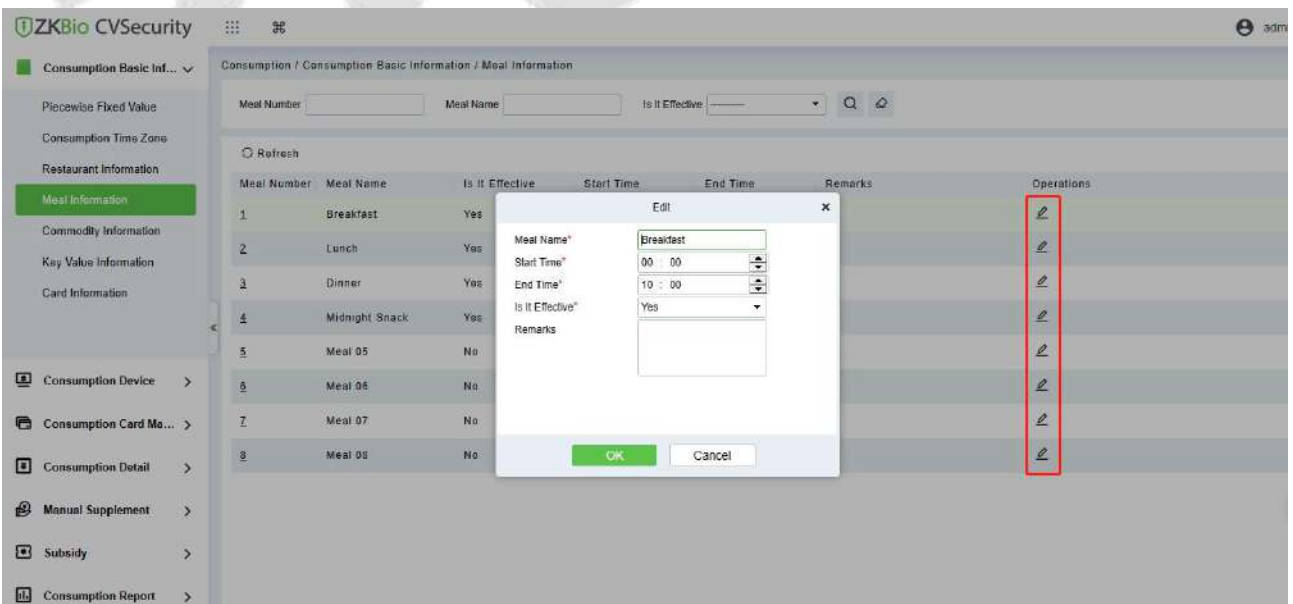 ZKBio CVSecurity
admi
Consumption Basic Inf...
Consumption / Consumption Basic Information / Meal Information
Piecewise Fixed Value
Consumption Time Zone
Restaurant Information
Meal Information
Commodity Information
Key Value Information
Card Information
Consumption Device
Consumption Card Ma...
Consumption Detail
Manual Supplement
Subsidy
Consumption Report
Meal Number Meal Name Is It Effective ---------
Refresh
Meal Number Meal Name Is It Effective Start Time End Time Remarks Operations
1 Breakfast Yes
2 Lunch Yes
3 Dinner Yes
4 Midnight Snack Yes
5 Meal 05 No
6 Meal 06 No
7 Meal 07 No
8 Meal 08 No
Edit
Meal Name* Breakfast
Start Time* 00 : 00
End Time* 10 : 00
Is It Effective* Yes
Remarks
OK Cancel